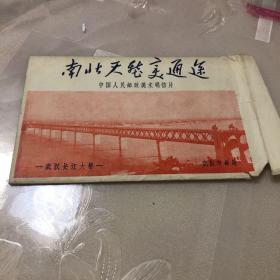 南北天堑变通途
中国人民邮政美术明信片
—武汉长江大桥—